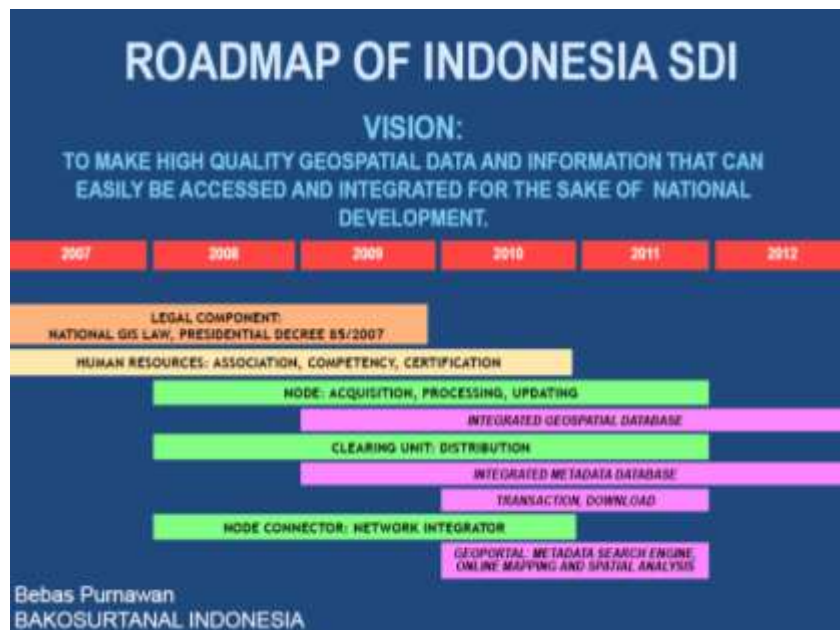 ROADMAP OF INDONESIA SDI
VISION:
TO MAKE HIGH QUALITY GEOSPATIAL DATA AND INFORMATION THAT CAN
EASILY BE ACCESSED AND INTEGRATED FOR THE SAKE OF NATIONAL
DEVELOPMENT.
2007 2008 2009 2010 2011 2012
LEGAL COMPONENT:
NATIONAL GIS LAW, PRESIDENTIAL DECREE 85/2007
HUMAN RESOURCES: ASSOCIATION, COMPETENCY, CERTIFICATION
NODE: ACQUISITION, PROCESSING, UPDATING
INTEGRATED GEOSPATIAL DATABASE
CLEARING UNIT: DISTRIBUTION
INTEGRATED METADATA DATABASE
TRANSACTION, DOWNLOAD
NODE CONNECTOR: NETWORK INTEGRATOR
GEOPORTAL: METADATA SEARCH ENGINE,
ONLINE MAPPING AND SPATIAL ANALYSIS
Bebas Purnawan
BAKOSURTANAL INDONESIA